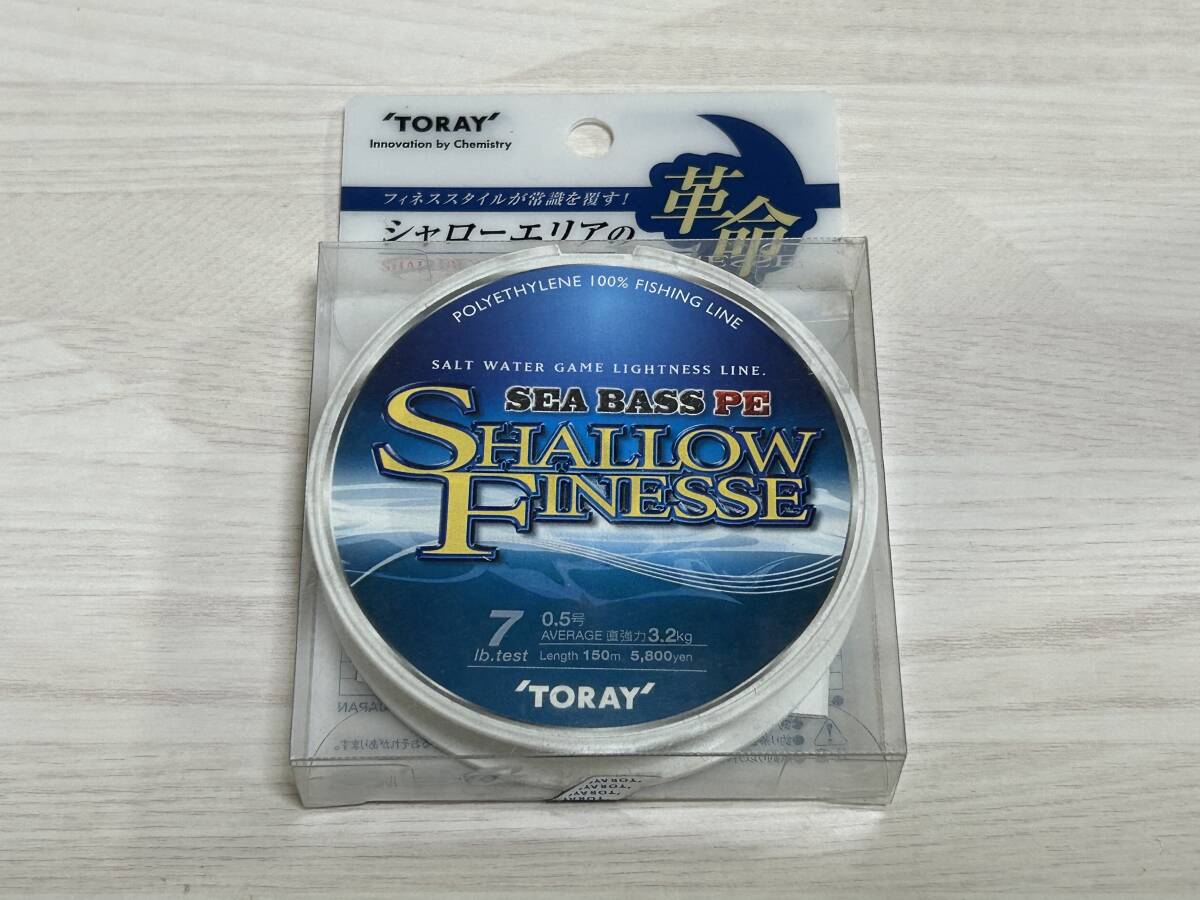 'TORAY'
Innovation by Chemistry
フィネススタイルが常識を覆す!
革命
シャローエリアの
POLYETHYLENE 100% FISHING LINE
SALT WATER GAME LIGHTNESS LINE.
SEA BASS PE
SHALLOW
FINESSE
7
lb.test
0.5号
AVERAGE 直強力 3.2kg
Length 150m 5,800yen
'TORAY'
JAPAN
TORAY